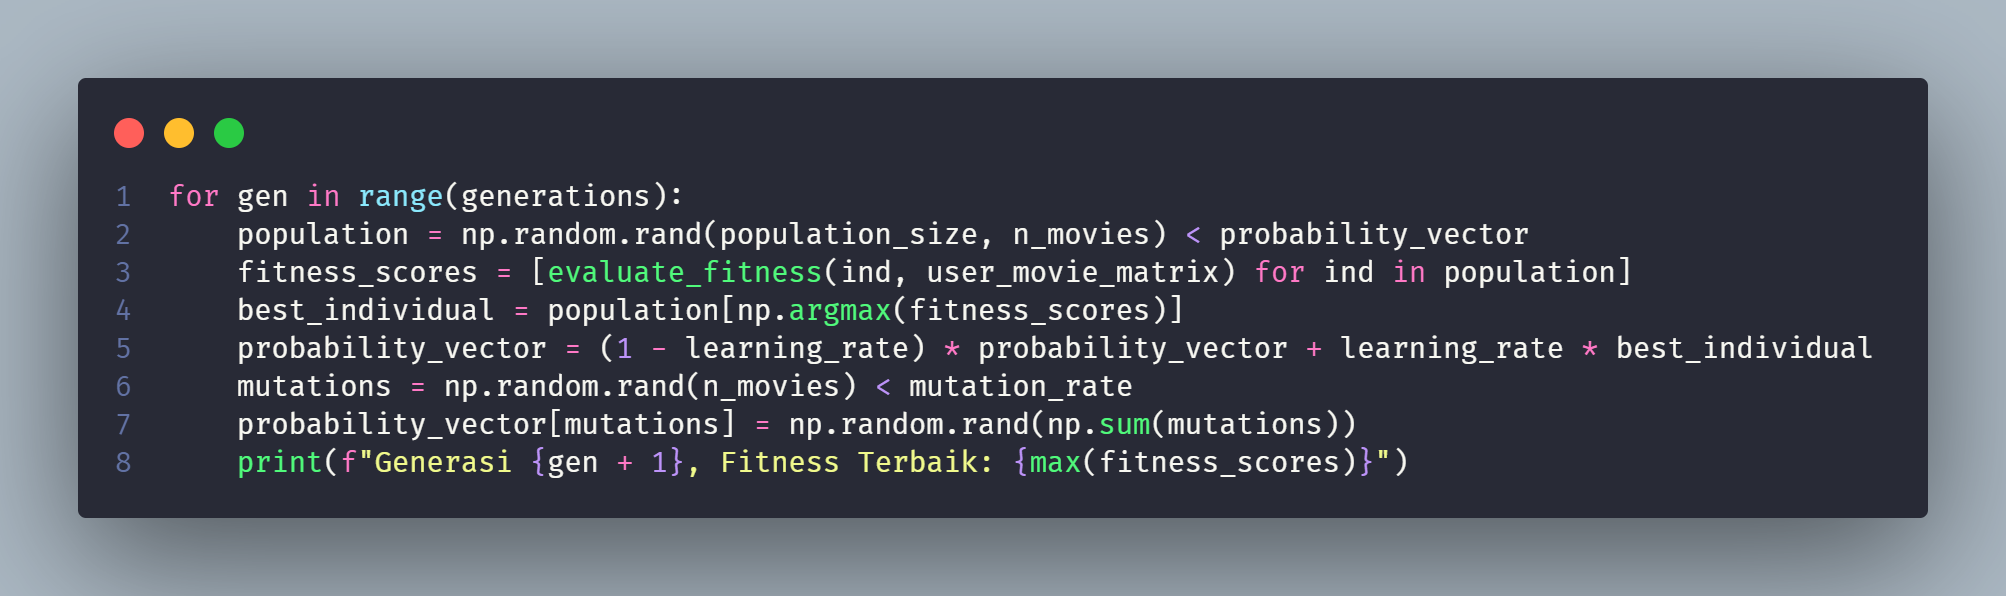 1 for gen in range(generations):
2     population = np.random.rand(population_size, n_movies) < probability_vector
3     fitness_scores = [evaluate_fitness(ind, user_movie_matrix) for ind in population]
4     best_individual = population[np.argmax(fitness_scores)]
5     probability_vector = (1 - learning_rate) * probability_vector + learning_rate * best_individual
6     mutations = np.random.rand(n_movies) < mutation_rate
7     probability_vector[mutations] = np.random.rand(np.sum(mutations))
8     print(f"Generasi {gen + 1}, Fitness Terbaik: {max(fitness_scores)}")